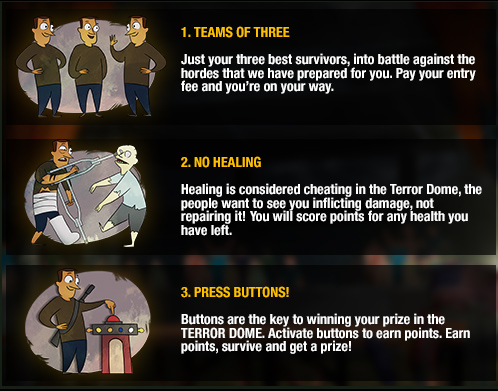 1. TEAMS OF THREE
Just your three best survivors, into battle against the
hordes that we have prepared for you. Pay your entry
fee and you're on your way.
2. NO HEALING
Healing is considered cheating in the Terror Dome, the
people want to see you inflicting damage, not
repairing it! You will score points for any health you
have left.
3. PRESS BUTTONS!
Buttons are the key to winning your prize in the
TERROR DOME. Activate buttons to earn points. Earn
points, survive and get a prize!